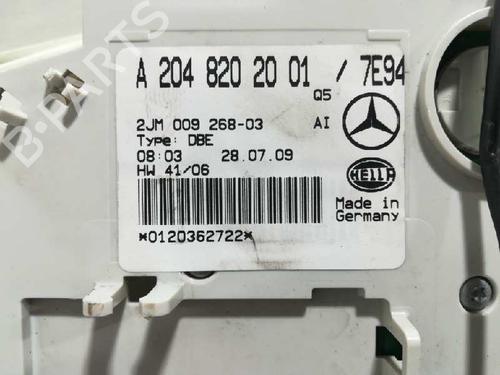 A 204 820 20 01 / 7E94
Q5
2JM 009 268-03 AI
Type: DBE
08:03 28.07.09
HW 41/06
HELLA
Made in
Germany
*0120362722*
B-PARTS